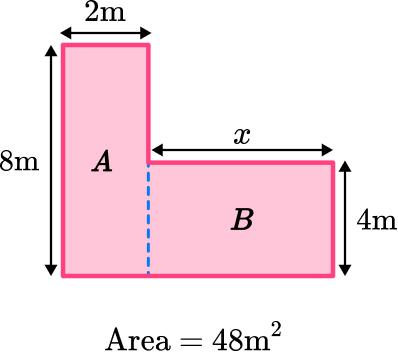 2m
x
8m
A
B
4m
Area = 48m²